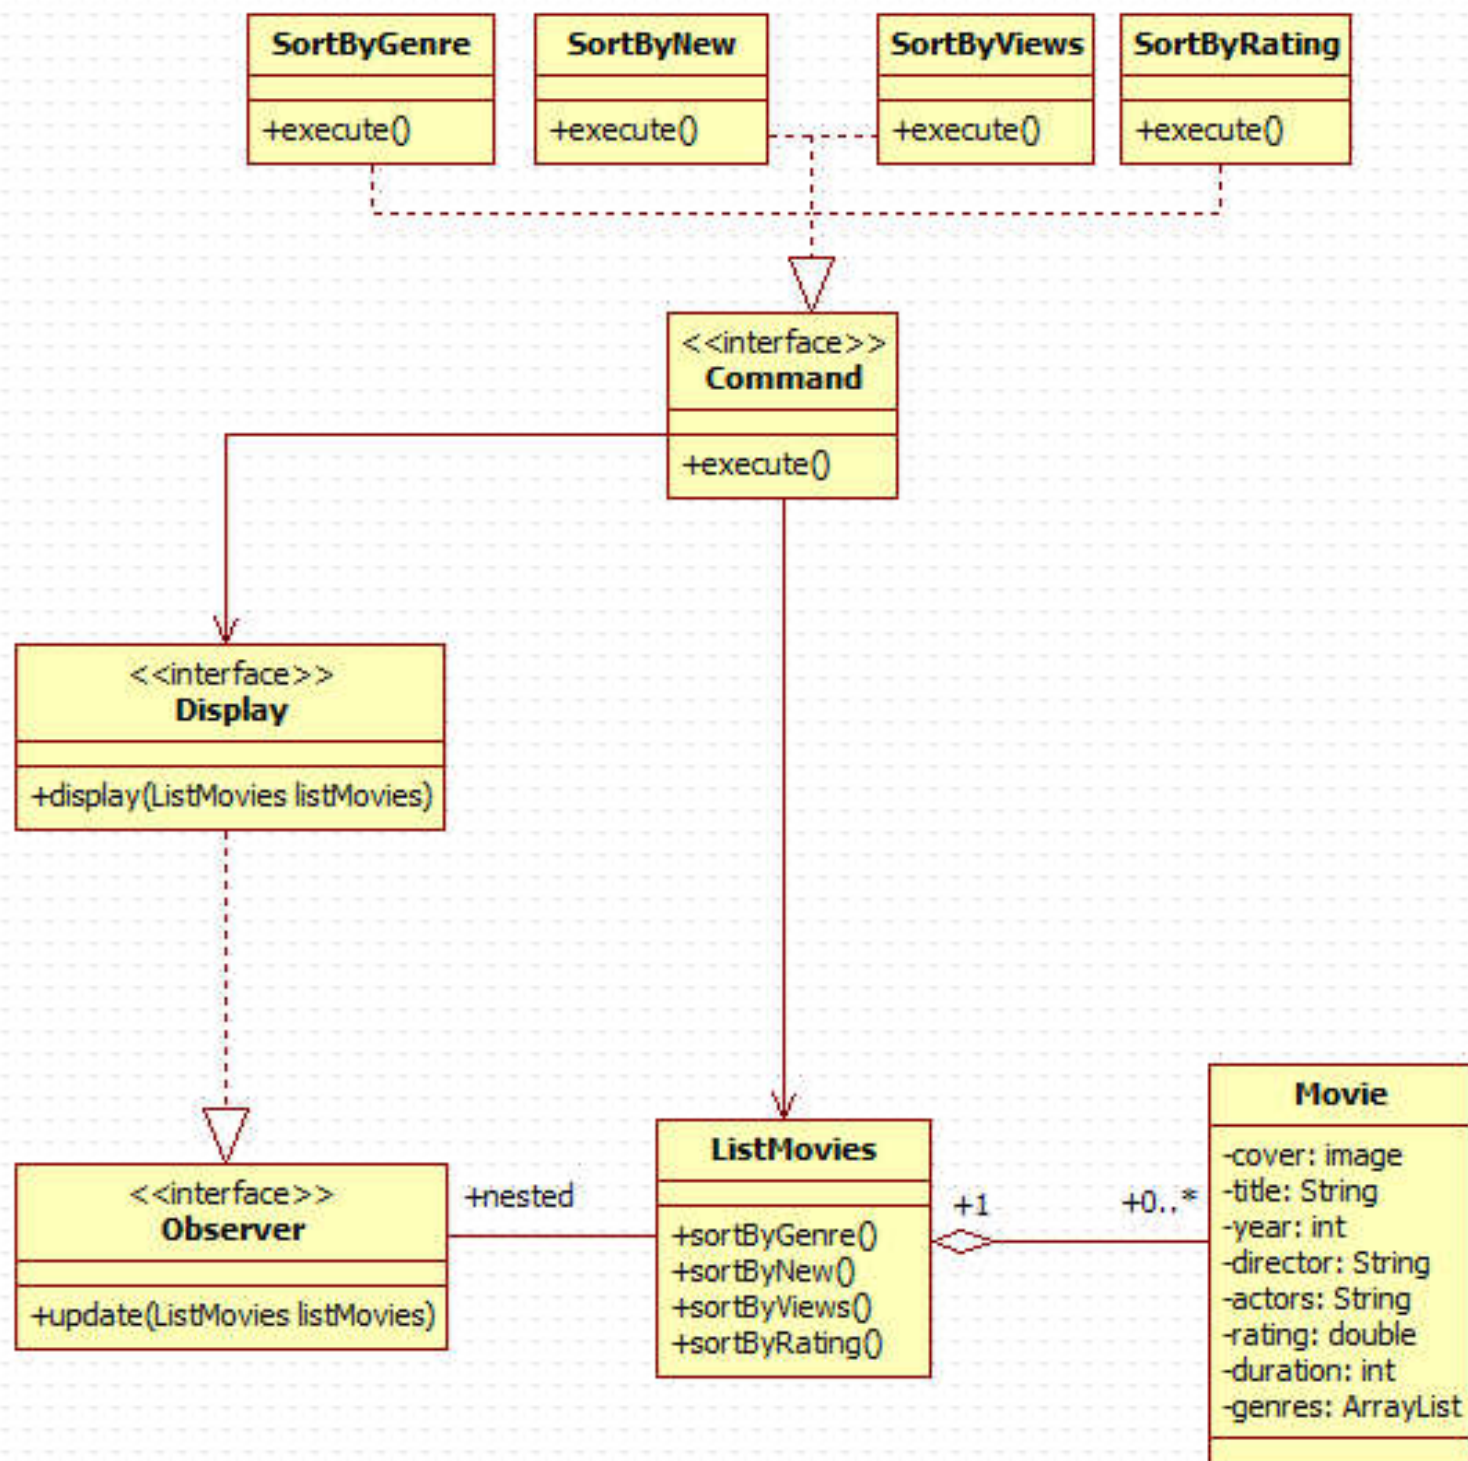 SortByGenre
+execute()
SortByNew
+execute()
SortByViews
+execute()
SortByRating
+execute()
<<interface>>
Command
+execute()
<<interface>>
Display
+display(ListMovies listMovies)
<<interface>>
Observer
+update(ListMovies listMovies)
+nested
ListMovies
+sortByGenre()
+sortByNew()
+sortByViews()
+sortByRating()
+1
+0..*
Movie
-cover: image
-title: String
-year: int
-director: String
-actors: String
-rating: double
-duration: int
-genres: ArrayList